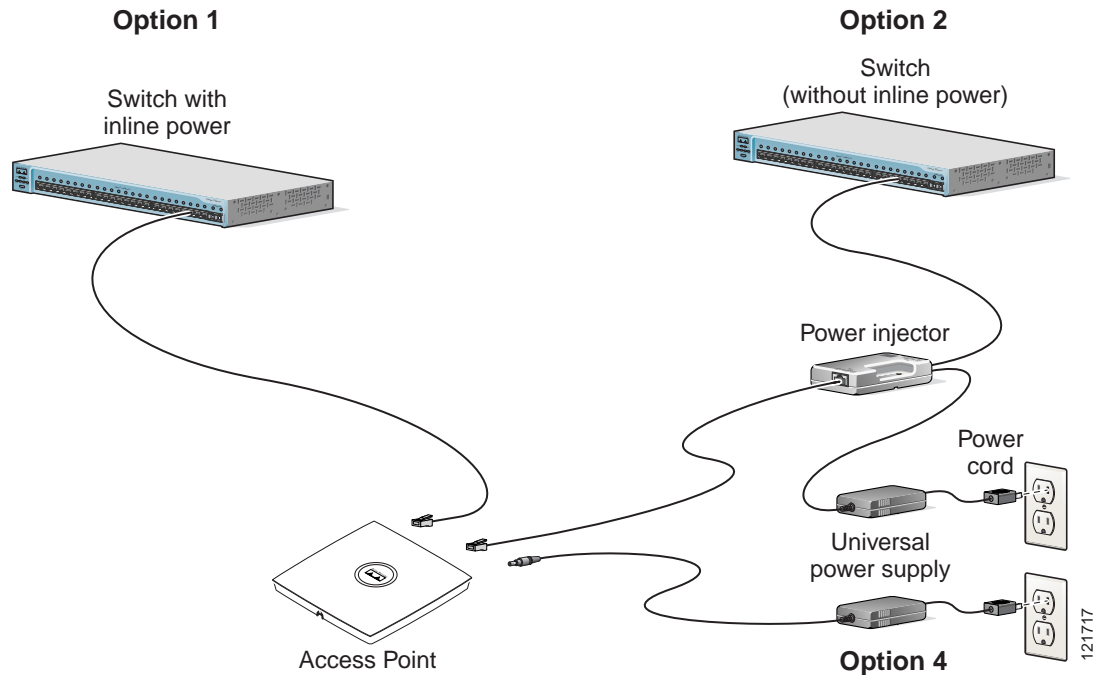 Option 1
Option 2
Switch with
inline power
Switch
(without inline power)
Power injector
Power
cord
Universal
power supply
Access Point
Option 4
121717